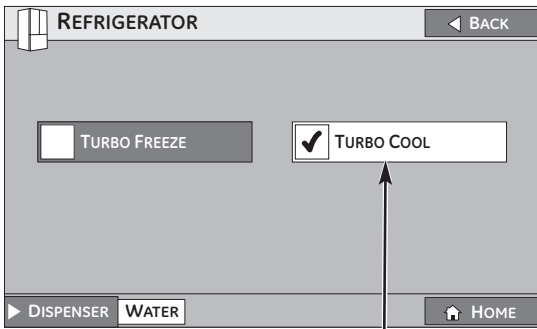 REFRIGERATOR
BACK
TURBO FREEZE
TURBO COOL
DISPENSER WATER
HOME